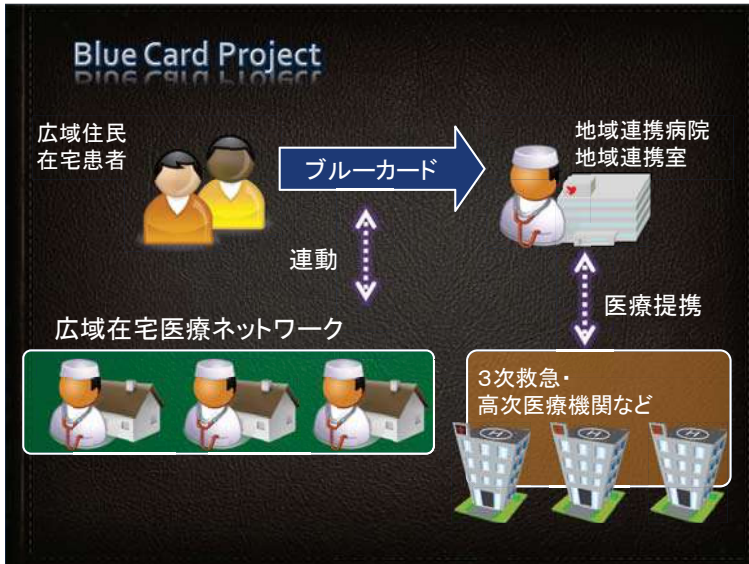 Blue Card Project
広域住民
在宅患者
ブルーカード
地域連携病院
地域連携室
連動
医療提携
広域在宅医療ネットワーク
3次救急・
高次医療機関など
H
H
H